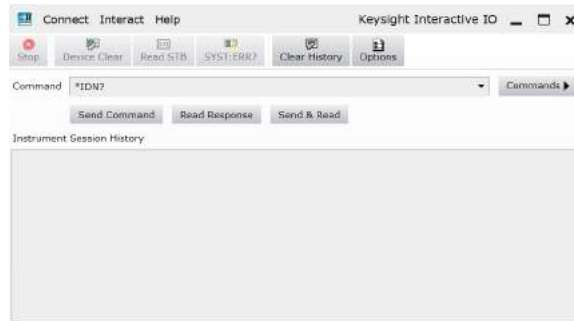 Connect Interact Help Keysight Interactive IO
Stop Device Clear Read STB SYST:ERR? Clear History Options
Command *IDN? Commands
Send Command Read Response Send & Read
Instrument Session History